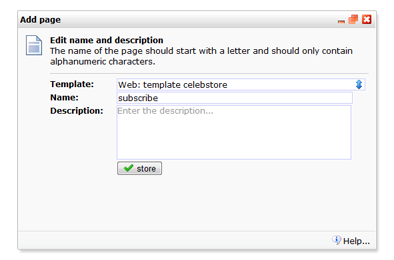 Add page
Edit name and description
The name of the page should start with a letter and should only contain
alphanumeric characters.
Template: Web: template celebstore
Name: subscribe
Description: Enter the description...
store
Help...